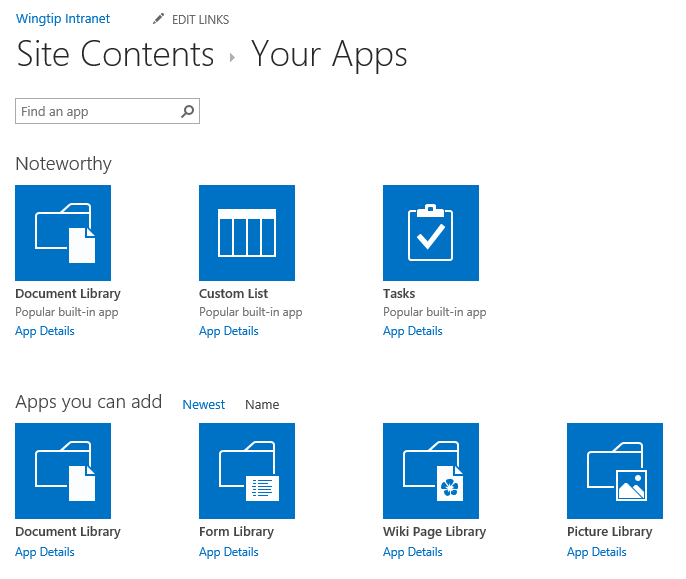 Wingtip Intranet EDIT LINKS
Site Contents ▸ Your Apps
Find an app
Noteworthy
Document Library Custom List Tasks
Popular built-in app Popular built-in app Popular built-in app
App Details App Details App Details
Apps you can add Newest Name
Document Library Form Library Wiki Page Library Picture Library
App Details App Details App Details App Details